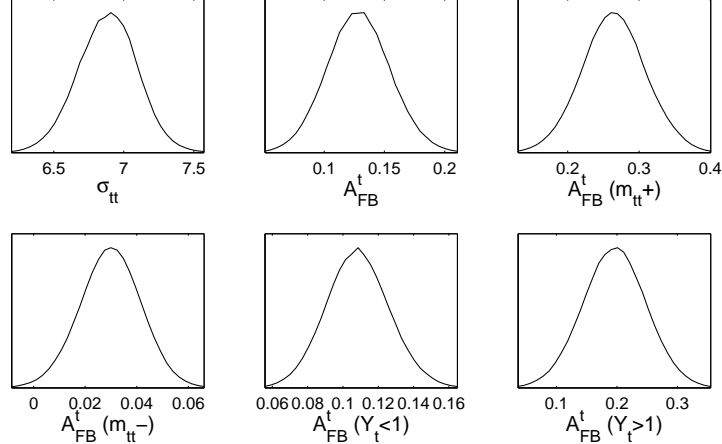 6.5 7 7.5
σtt
0.1 0.15 0.2
A^t_FB
0.2 0.3 0.4
A^t_FB (m_tt+)
0 0.02 0.04 0.06
A^t_FB (m_tt−)
0.06 0.08 0.1 0.12 0.14 0.16
A^t_FB (Y_t<1)
0.1 0.2 0.3
A^t_FB (Y_t>1)